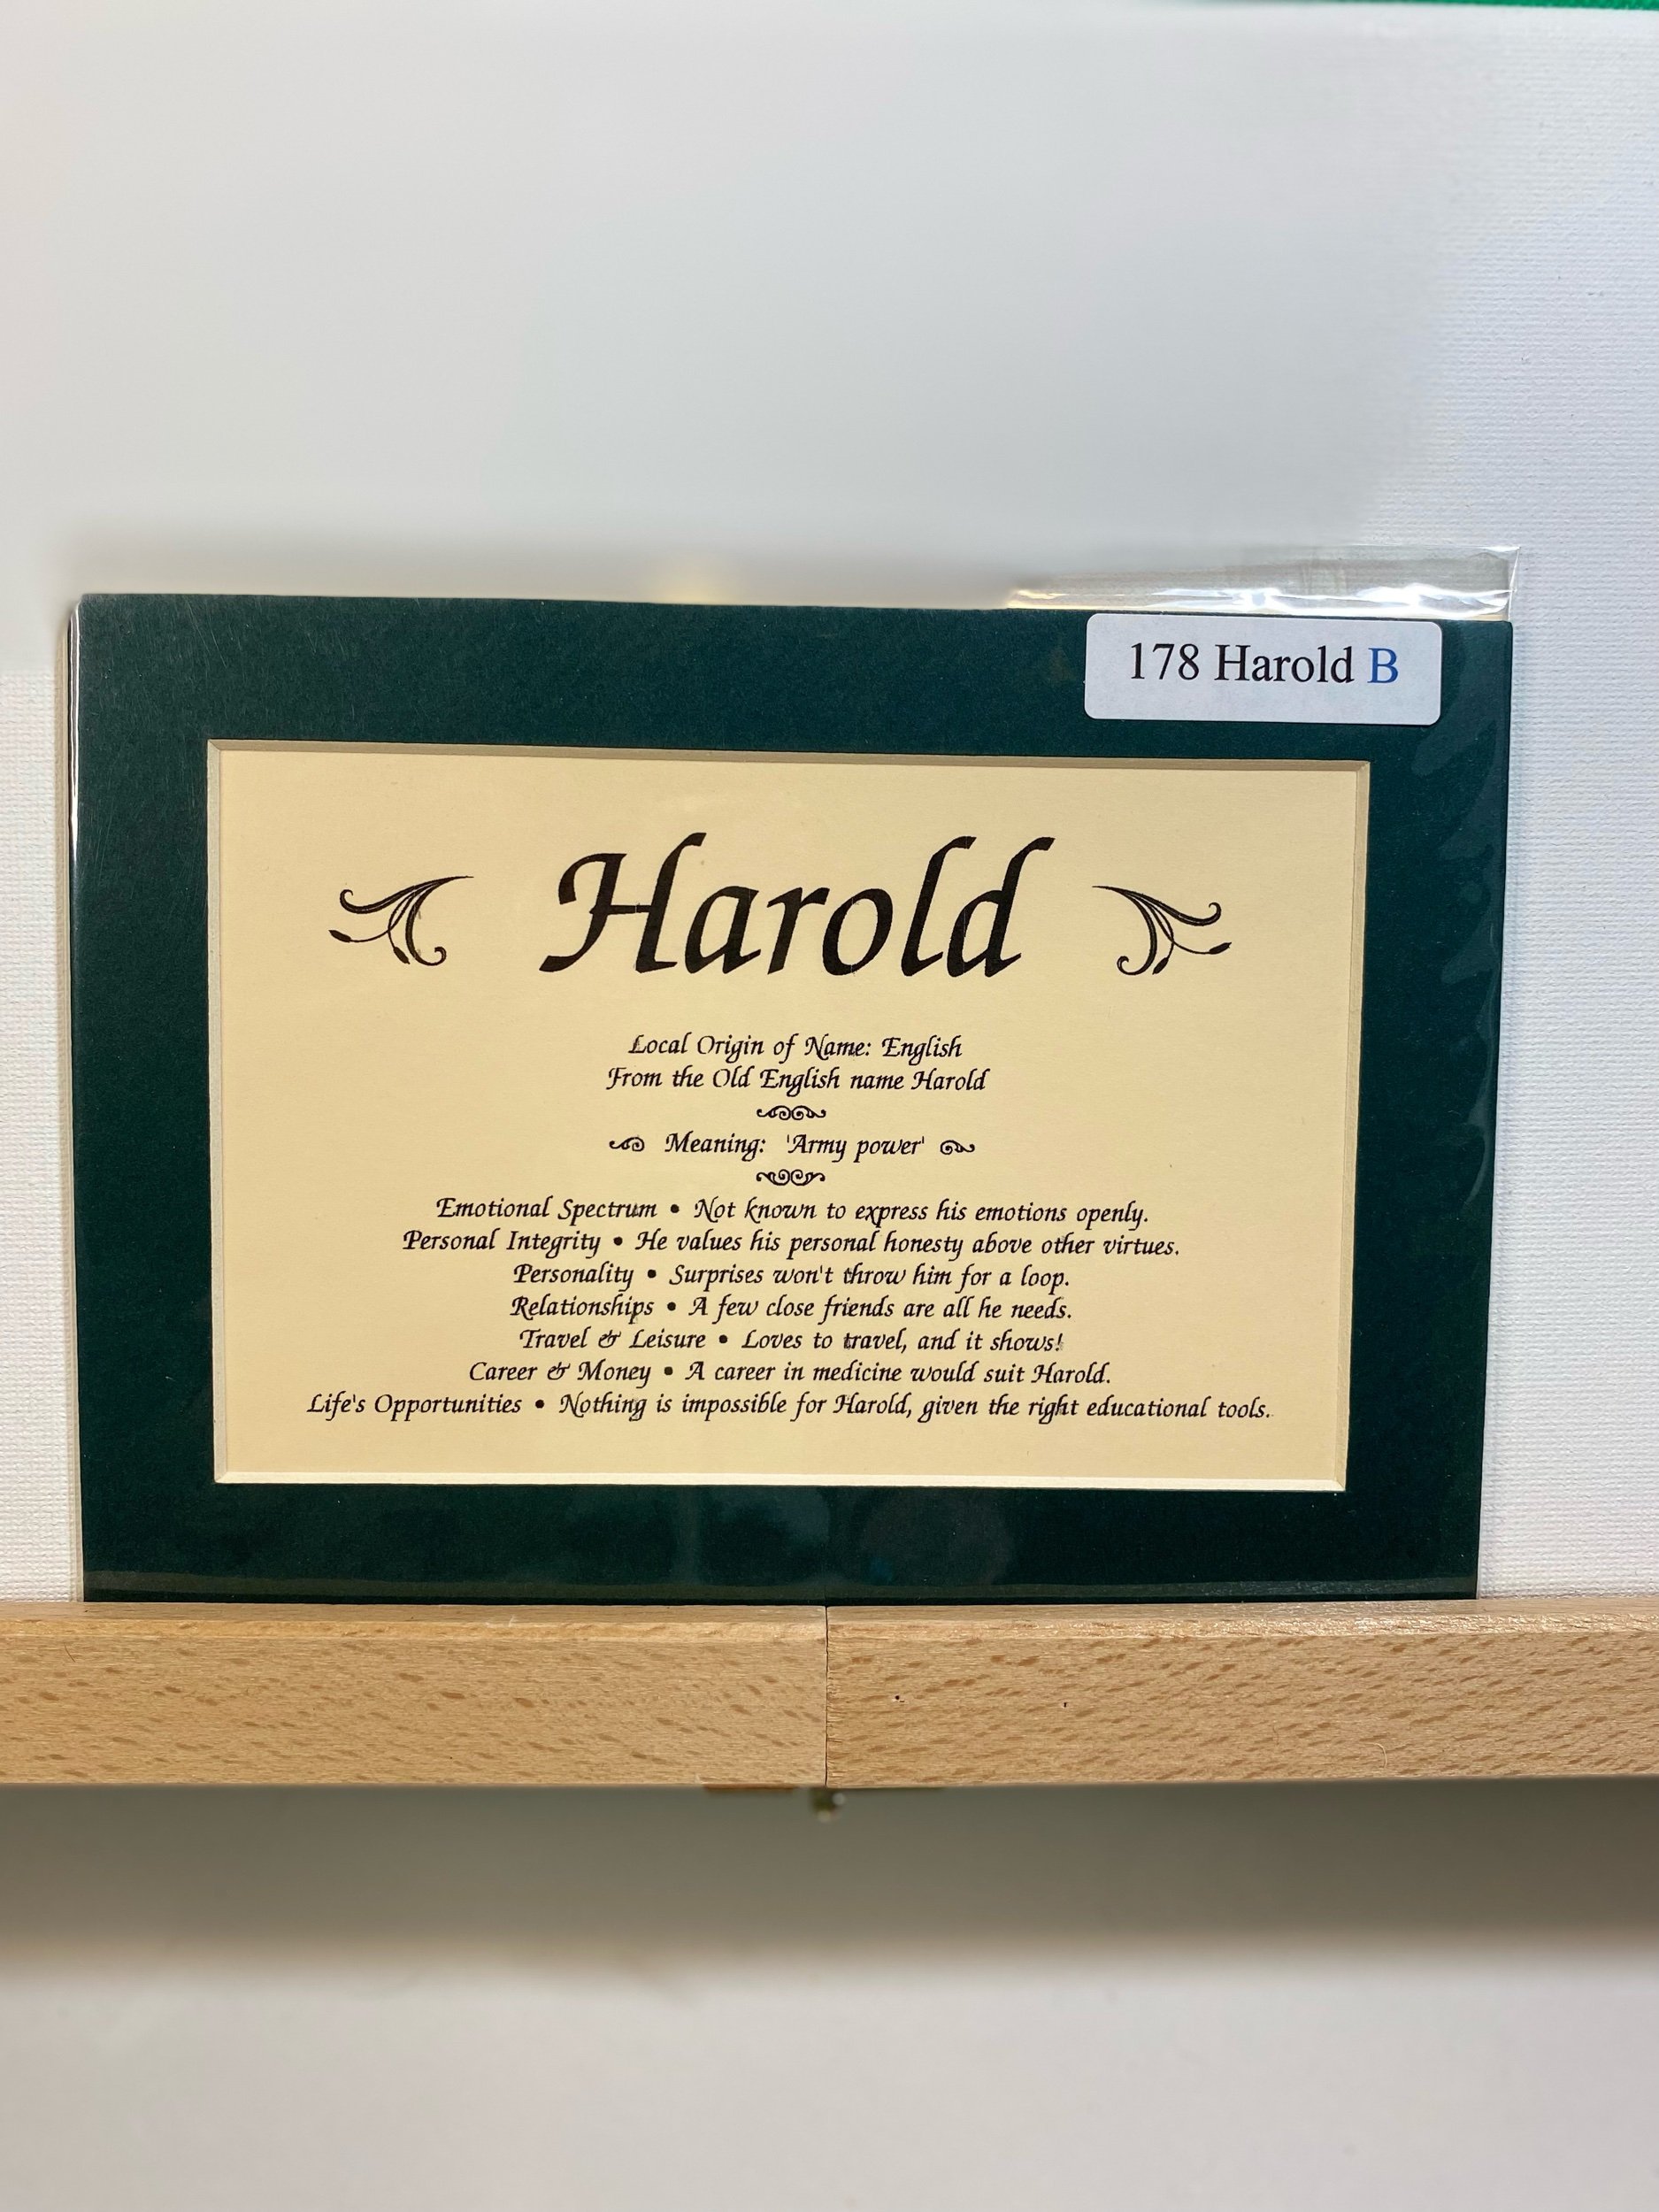 178 Harold B
Harold
Local Origin of Name: English
From the Old English name Harold
Meaning: 'Army power'
Emotional Spectrum • Not known to express his emotions openly.
Personal Integrity • He values his personal honesty above other virtues.
Personality • Surprises won't throw him for a loop.
Relationships • A few close friends are all he needs.
Travel & Leisure • Loves to travel, and it shows!
Career & Money • A career in medicine would suit Harold.
Life's Opportunities • Nothing is impossible for Harold, given the right educational tools.